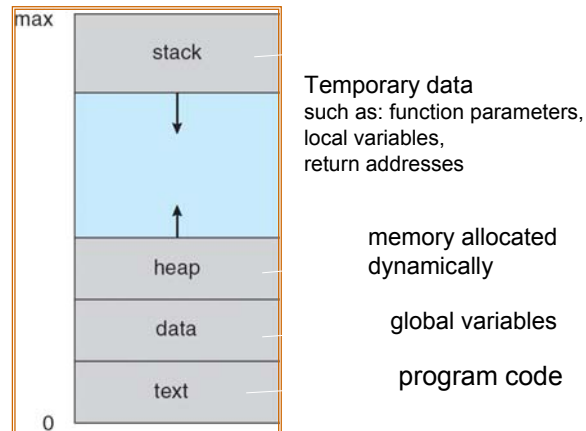 max
stack
Temporary data
such as: function parameters,
local variables,
return addresses
heap
memory allocated
dynamically
data
global variables
text
program code
0